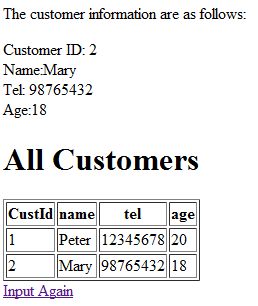 The customer information are as follows:
Customer ID: 2
Name:Mary
Tel: 98765432
Age:18
All Customers
CustId name tel age
1 Peter 12345678 20
2 Mary 98765432 18
Input Again